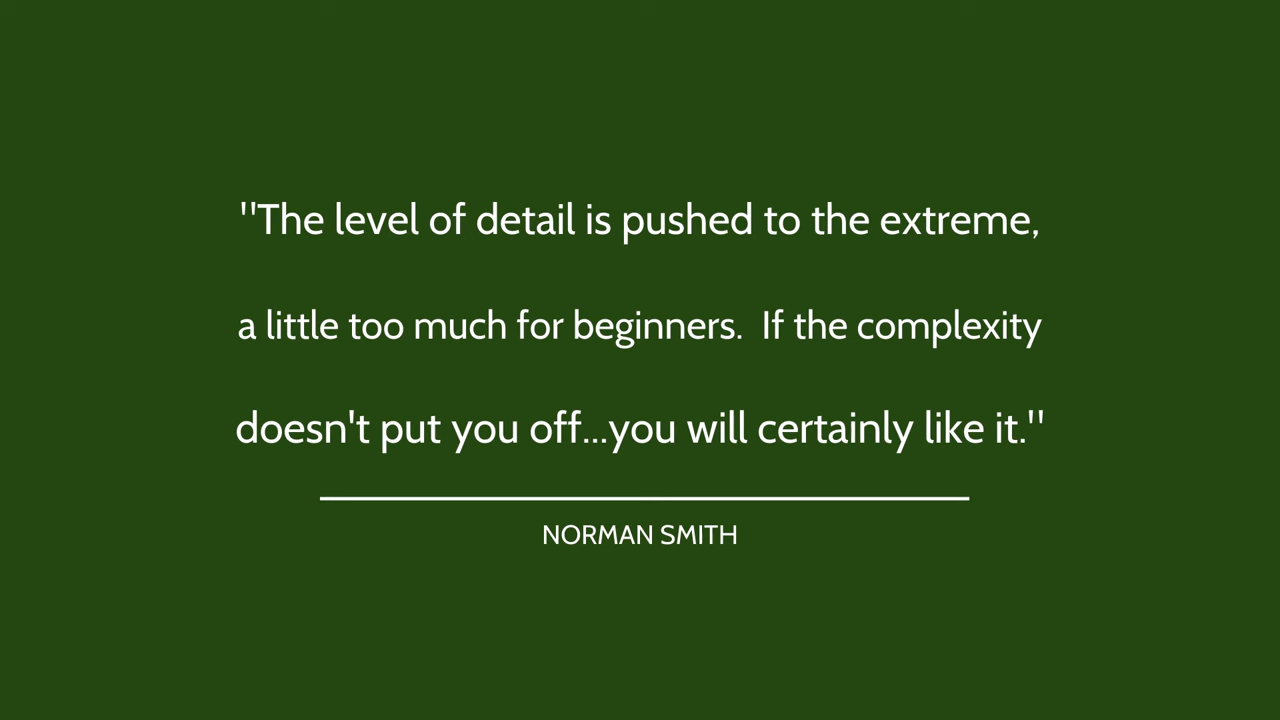 "The level of detail is pushed to the extreme,
a little too much for beginners.  If the complexity
doesn't put you off...you will certainly like it."
NORMAN SMITH